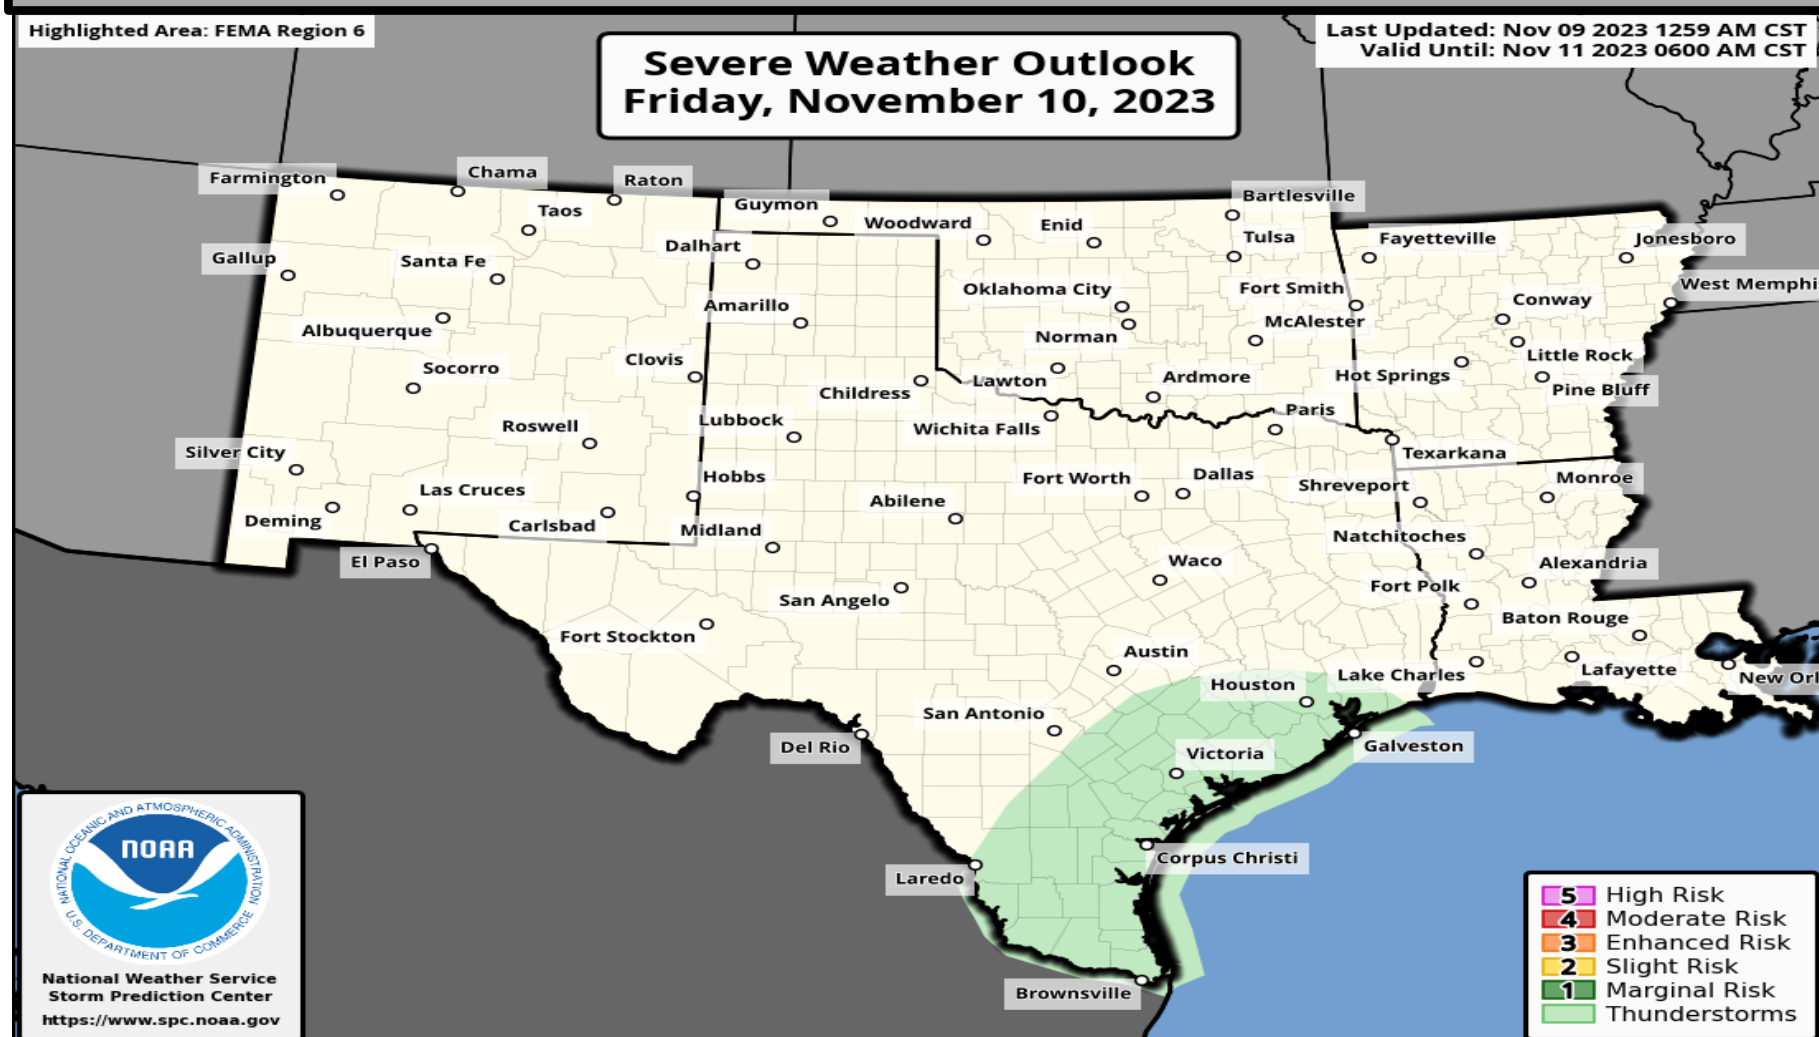 Highlighted Area: FEMA Region 6
Severe Weather Outlook
Friday, November 10, 2023
Last Updated: Nov 09 2023 1259 AM CST
Valid Until: Nov 11 2023 0600 AM CST
Farmington
Chama
Raton
Taos
Guymon
Woodward
Enid
Bartlesville
Tulsa
Fayetteville
Jonesboro
Gallup
Santa Fe
Dalhart
Oklahoma City
Fort Smith
Conway
West Memphi
Albuquerque
Amarillo
Norman
McAlester
Little Rock
Socorro
Clovis
Childress
Lawton
Ardmore
Hot Springs
Pine Bluff
Roswell
Lubbock
Wichita Falls
Paris
Texarkana
Silver City
Las Cruces
Hobbs
Abilene
Fort Worth
Dallas
Shreveport
Monroe
Deming
Carlsbad
Midland
Natchitoches
El Paso
San Angelo
Waco
Fort Polk
Alexandria
Fort Stockton
Austin
Baton Rouge
Houston
Lake Charles
Lafayette
New Orl
San Antonio
Del Rio
Victoria
Galveston
Laredo
Corpus Christi
Brownsville
NATIONAL OCEANIC AND ATMOSPHERIC ADMINISTRATION
NOAA
U.S. DEPARTMENT OF COMMERCE
National Weather Service
Storm Prediction Center
https://www.spc.noaa.gov
5 High Risk
4 Moderate Risk
3 Enhanced Risk
2 Slight Risk
1 Marginal Risk
Thunderstorms